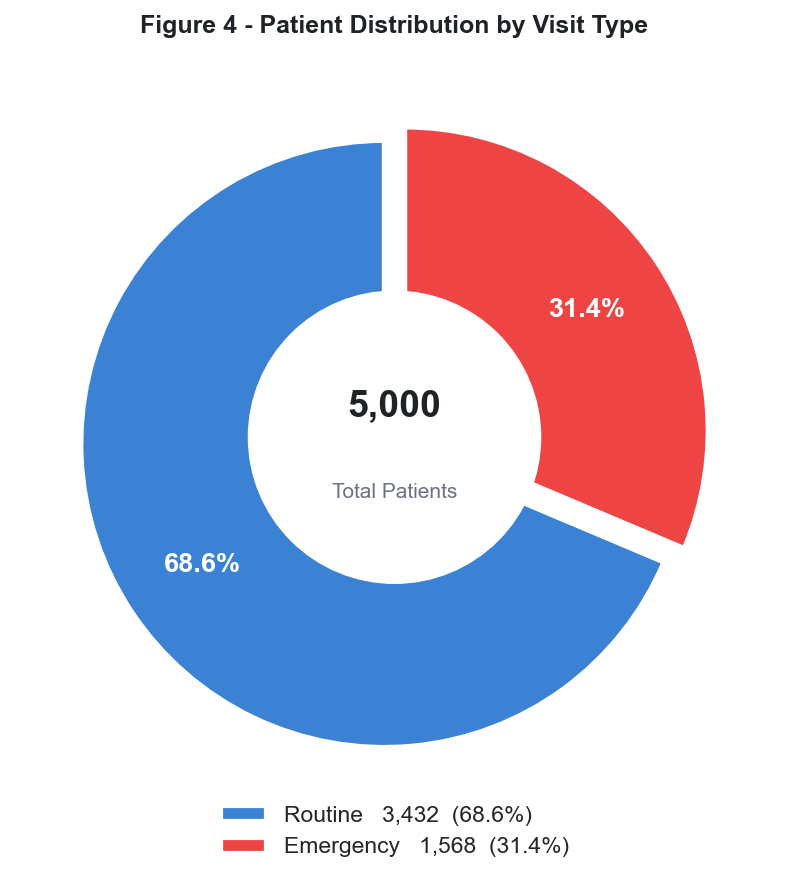 Figure 4 - Patient Distribution by Visit Type
31.4%
5,000
Total Patients
68.6%
Routine 3,432 (68.6%)
Emergency 1,568 (31.4%)